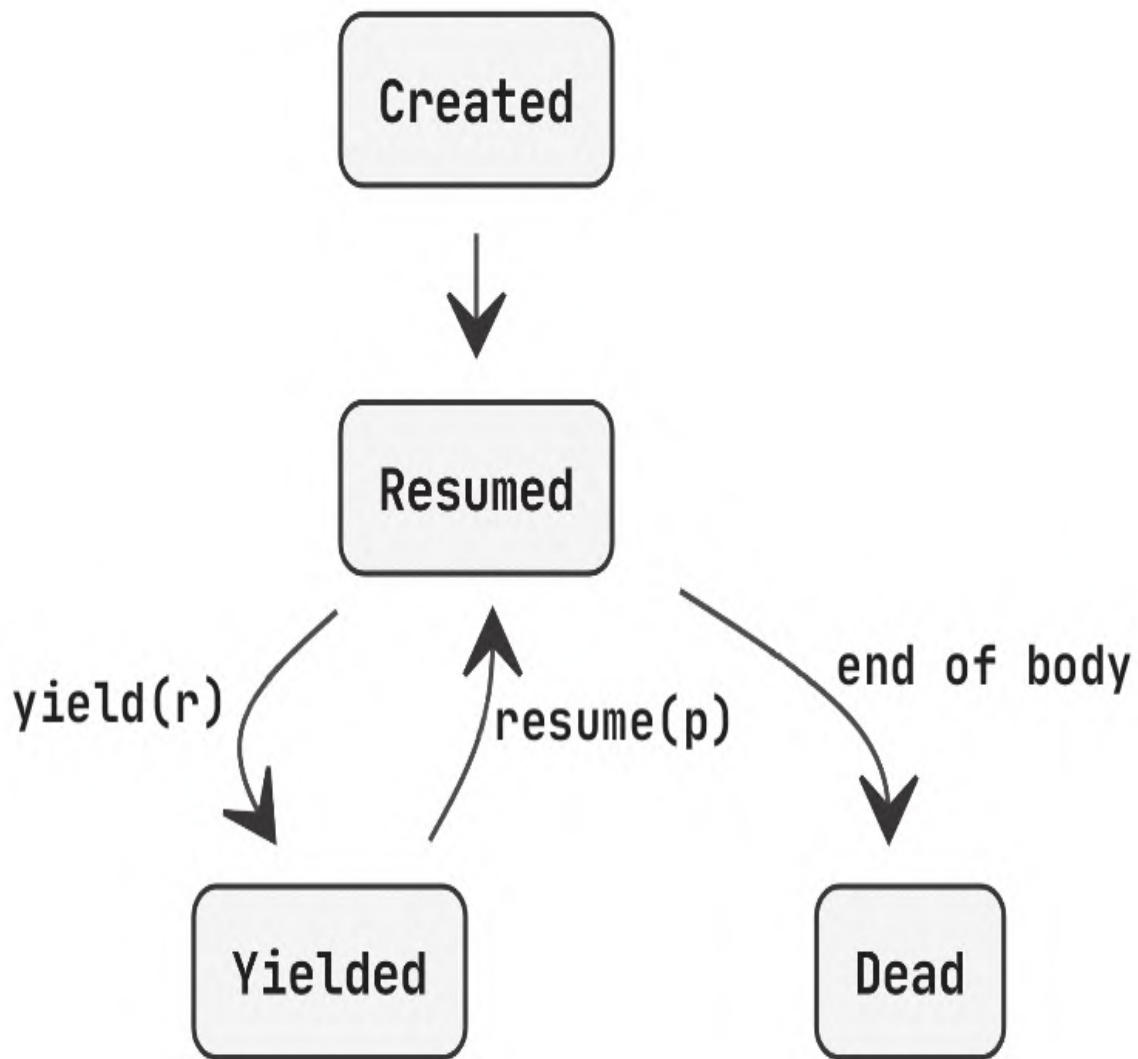 Created
Resumed
yield(r)
resume(p)
end of body
Yielded
Dead